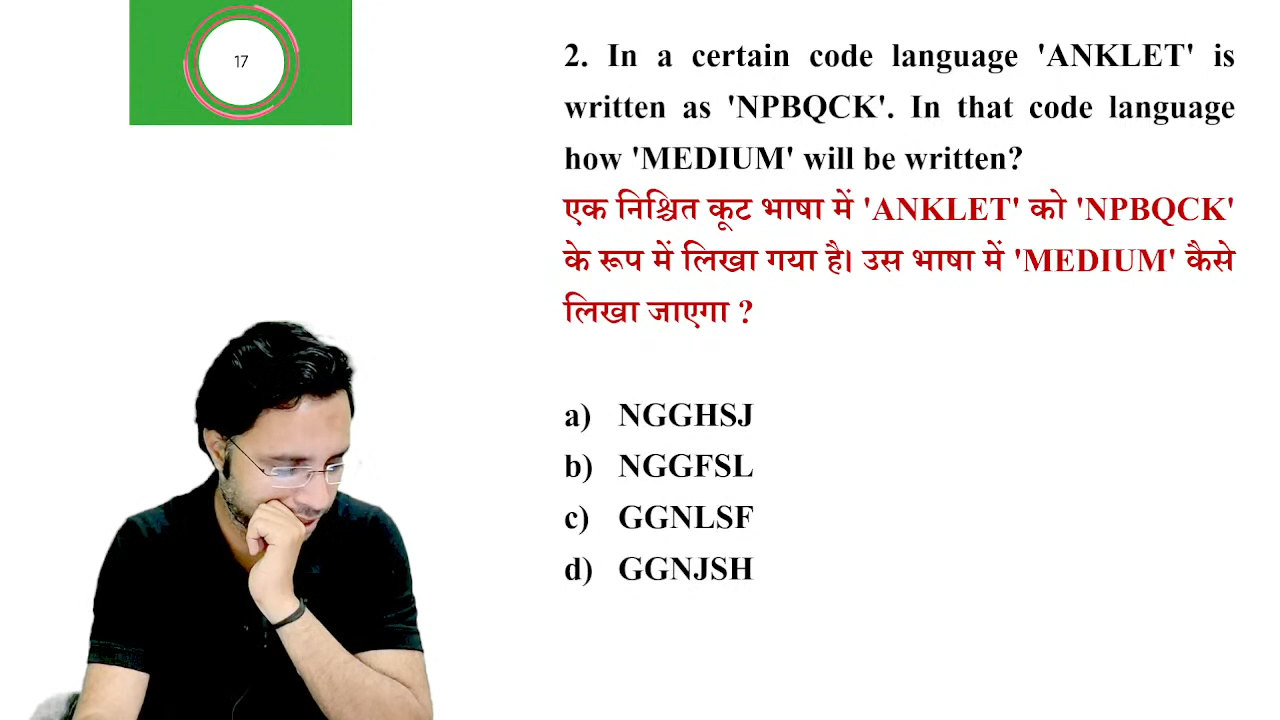 17
2. In a certain code language 'ANKLET' is
written as 'NPBQCK'. In that code language
how 'MEDIUM' will be written?
एक निश्चित कूट भाषा में 'ANKLET' को 'NPBQCK'
के रूप में लिखा गया है। उस भाषा में 'MEDIUM' कैसे
लिखा जाएगा ?
a) NGGHSJ
b) NGGFSL
c) GGNLSF
d) GGNJSH